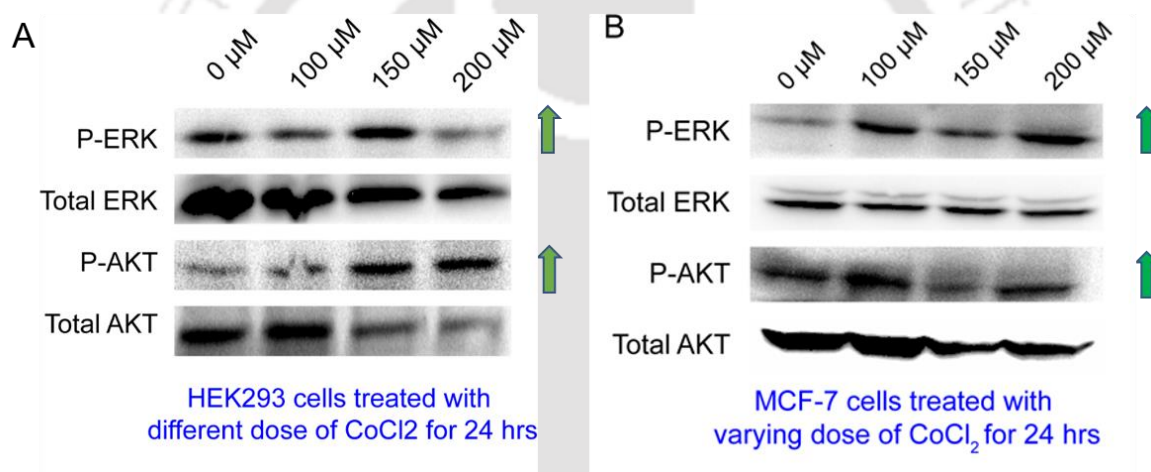 A
0 µM 100 µM 150 µM 200 µM
P-ERK
Total ERK
P-AKT
Total AKT
HEK293 cells treated with
different dose of CoCl2 for 24 hrs
B
0 µM 100 µM 150 µM 200 µM
P-ERK
Total ERK
P-AKT
Total AKT
MCF-7 cells treated with
varying dose of CoCl₂ for 24 hrs